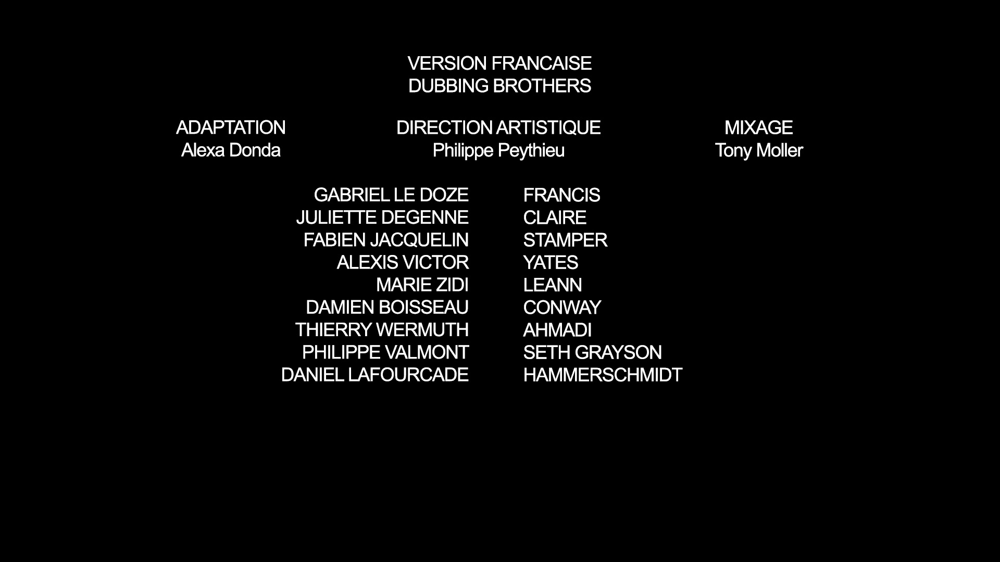 VERSION FRANCAISE
DUBBING BROTHERS
ADAPTATION DIRECTION ARTISTIQUE MIXAGE
Alexa Donda Philippe Peythieu Tony Moller
GABRIEL LE DOZE FRANCIS
JULIETTE DEGENNE CLAIRE
FABIEN JACQUELIN STAMPER
ALEXIS VICTOR YATES
MARIE ZIDI LEANN
DAMIEN BOISSEAU CONWAY
THIERRY WERMUTH AHMADI
PHILIPPE VALMONT SETH GRAYSON
DANIEL LAFOURCADE HAMMERSCHMIDT